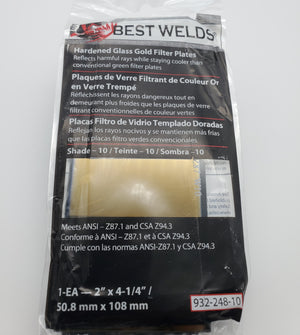 BEST WELDS®
Hardened Glass Gold Filter Plates
Reflects harmful rays while staying cooler than
conventional green filter plates
Plaques de Verre Filtrant de Couleur Or
en Verre Trempé
Réfléchissent les rayons dangereux tout en
demeurant plus froides que les plaques de verre
filtrant conventionnelles de couleur vertes
Placas Filtro de Vidrio Templado Doradas
Reflejan los rayos nocivos y se mantienen más frías
que las placas filtro verdes convencionales
Shade – 10 / Teinte – 10 / Sombra –10
Meets ANSI – Z87.1 and CSA Z94.3
Conforme à ANSI – Z87.1 et à CSA Z94.3
Cumple con las normas ANSI-Z87.1 y CSA Z94.3
1-EA — 2" x 4-1/4" /
50.8 mm x 108 mm
932-248-10